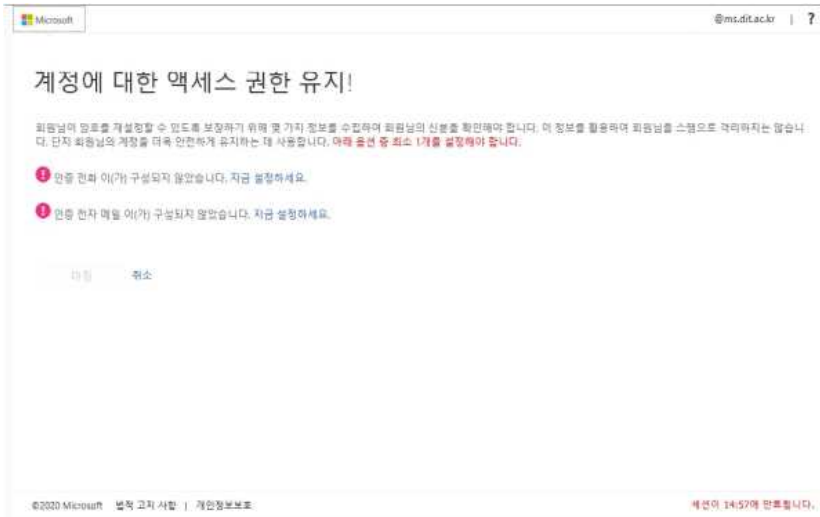 Microsoft
@ms.dit.ac.kr | ?
계정에 대한 액세스 권한 유지!
회원님이 암호를 재설정할 수 있도록 보장하기 위해 몇 가지 정보를 수집하여 회원님의 신분을 확인해야 합니다. 이 정보를 활용하여 회원님을 스팸으로 격리하지는 않습니
다. 단지 회원님의 계정을 더욱 안전하게 유지하는 데 사용합니다. 아래 옵션 중 최소 1개를 설정해야 합니다.
인증 전화 이(가) 구성되지 않았습니다. 지금 설정하세요.
인증 전자 메일 이(가) 구성되지 않았습니다. 지금 설정하세요.
마침 취소
©2020 Microsoft 법적 고지 사항 | 개인정보보호
세션이 14:57에 만료됩니다.